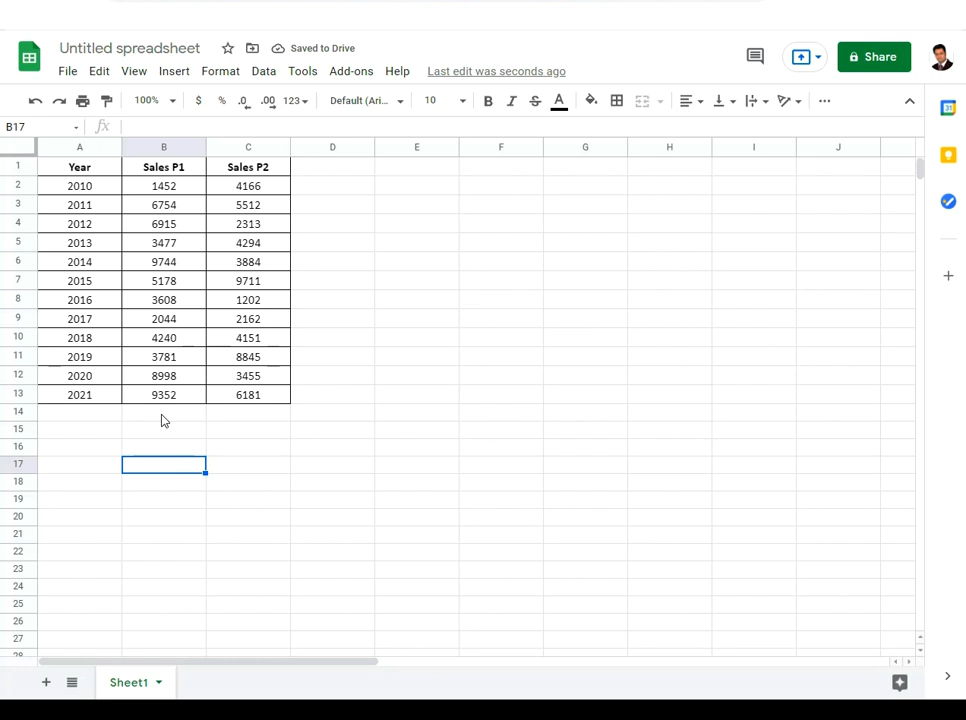 Untitled spreadsheet Saved to Drive
File Edit View Insert Format Data Tools Add-ons Help Last edit was seconds ago
Share
100% $ % .0 .00 123 Default (Ari... 10 B I S A
31
B17 fx
A B C D E F G H I J
1 Year Sales P1 Sales P2
2 2010 1452 4166
3 2011 6754 5512
4 2012 6915 2313
5 2013 3477 4294
6 2014 9744 3884
7 2015 5178 9711
8 2016 3608 1202
9 2017 2044 2162
10 2018 4240 4151
11 2019 3781 8845
12 2020 8998 3455
13 2021 9352 6181
14
15
16
17
18
19
20
21
22
23
24
25
26
27
28
Sheet1